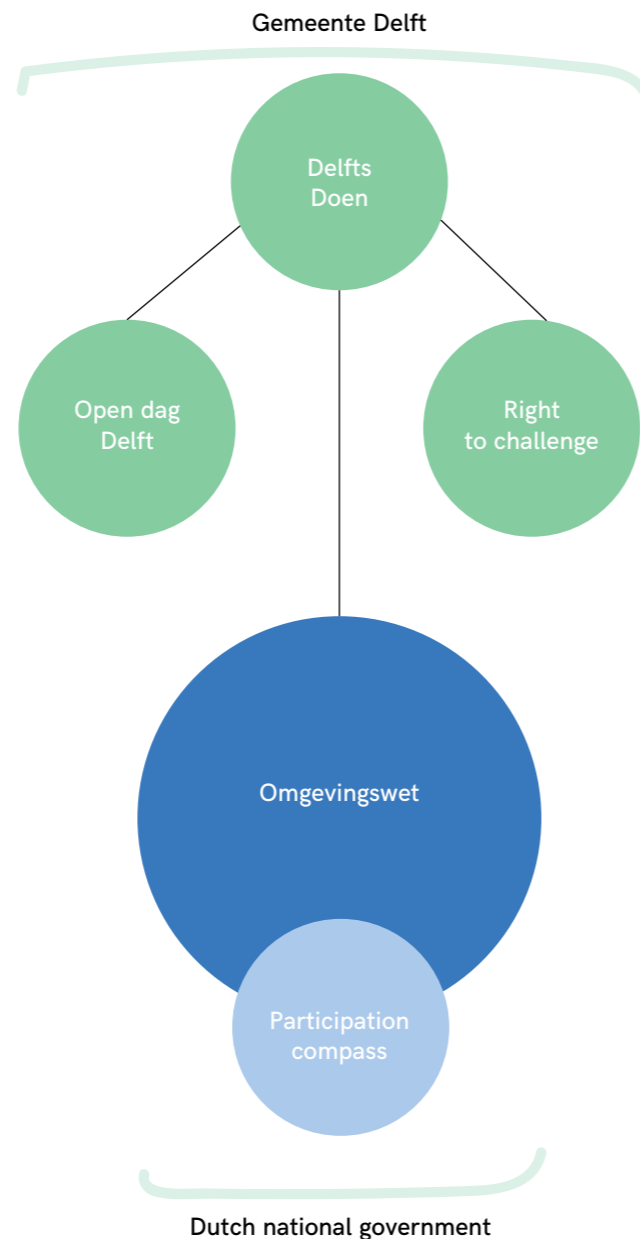 Gemeente Delft
Delfts
Doen
Open dag
Delft
Right
to challenge
Omgevingswet
Participation
compass
Dutch national government